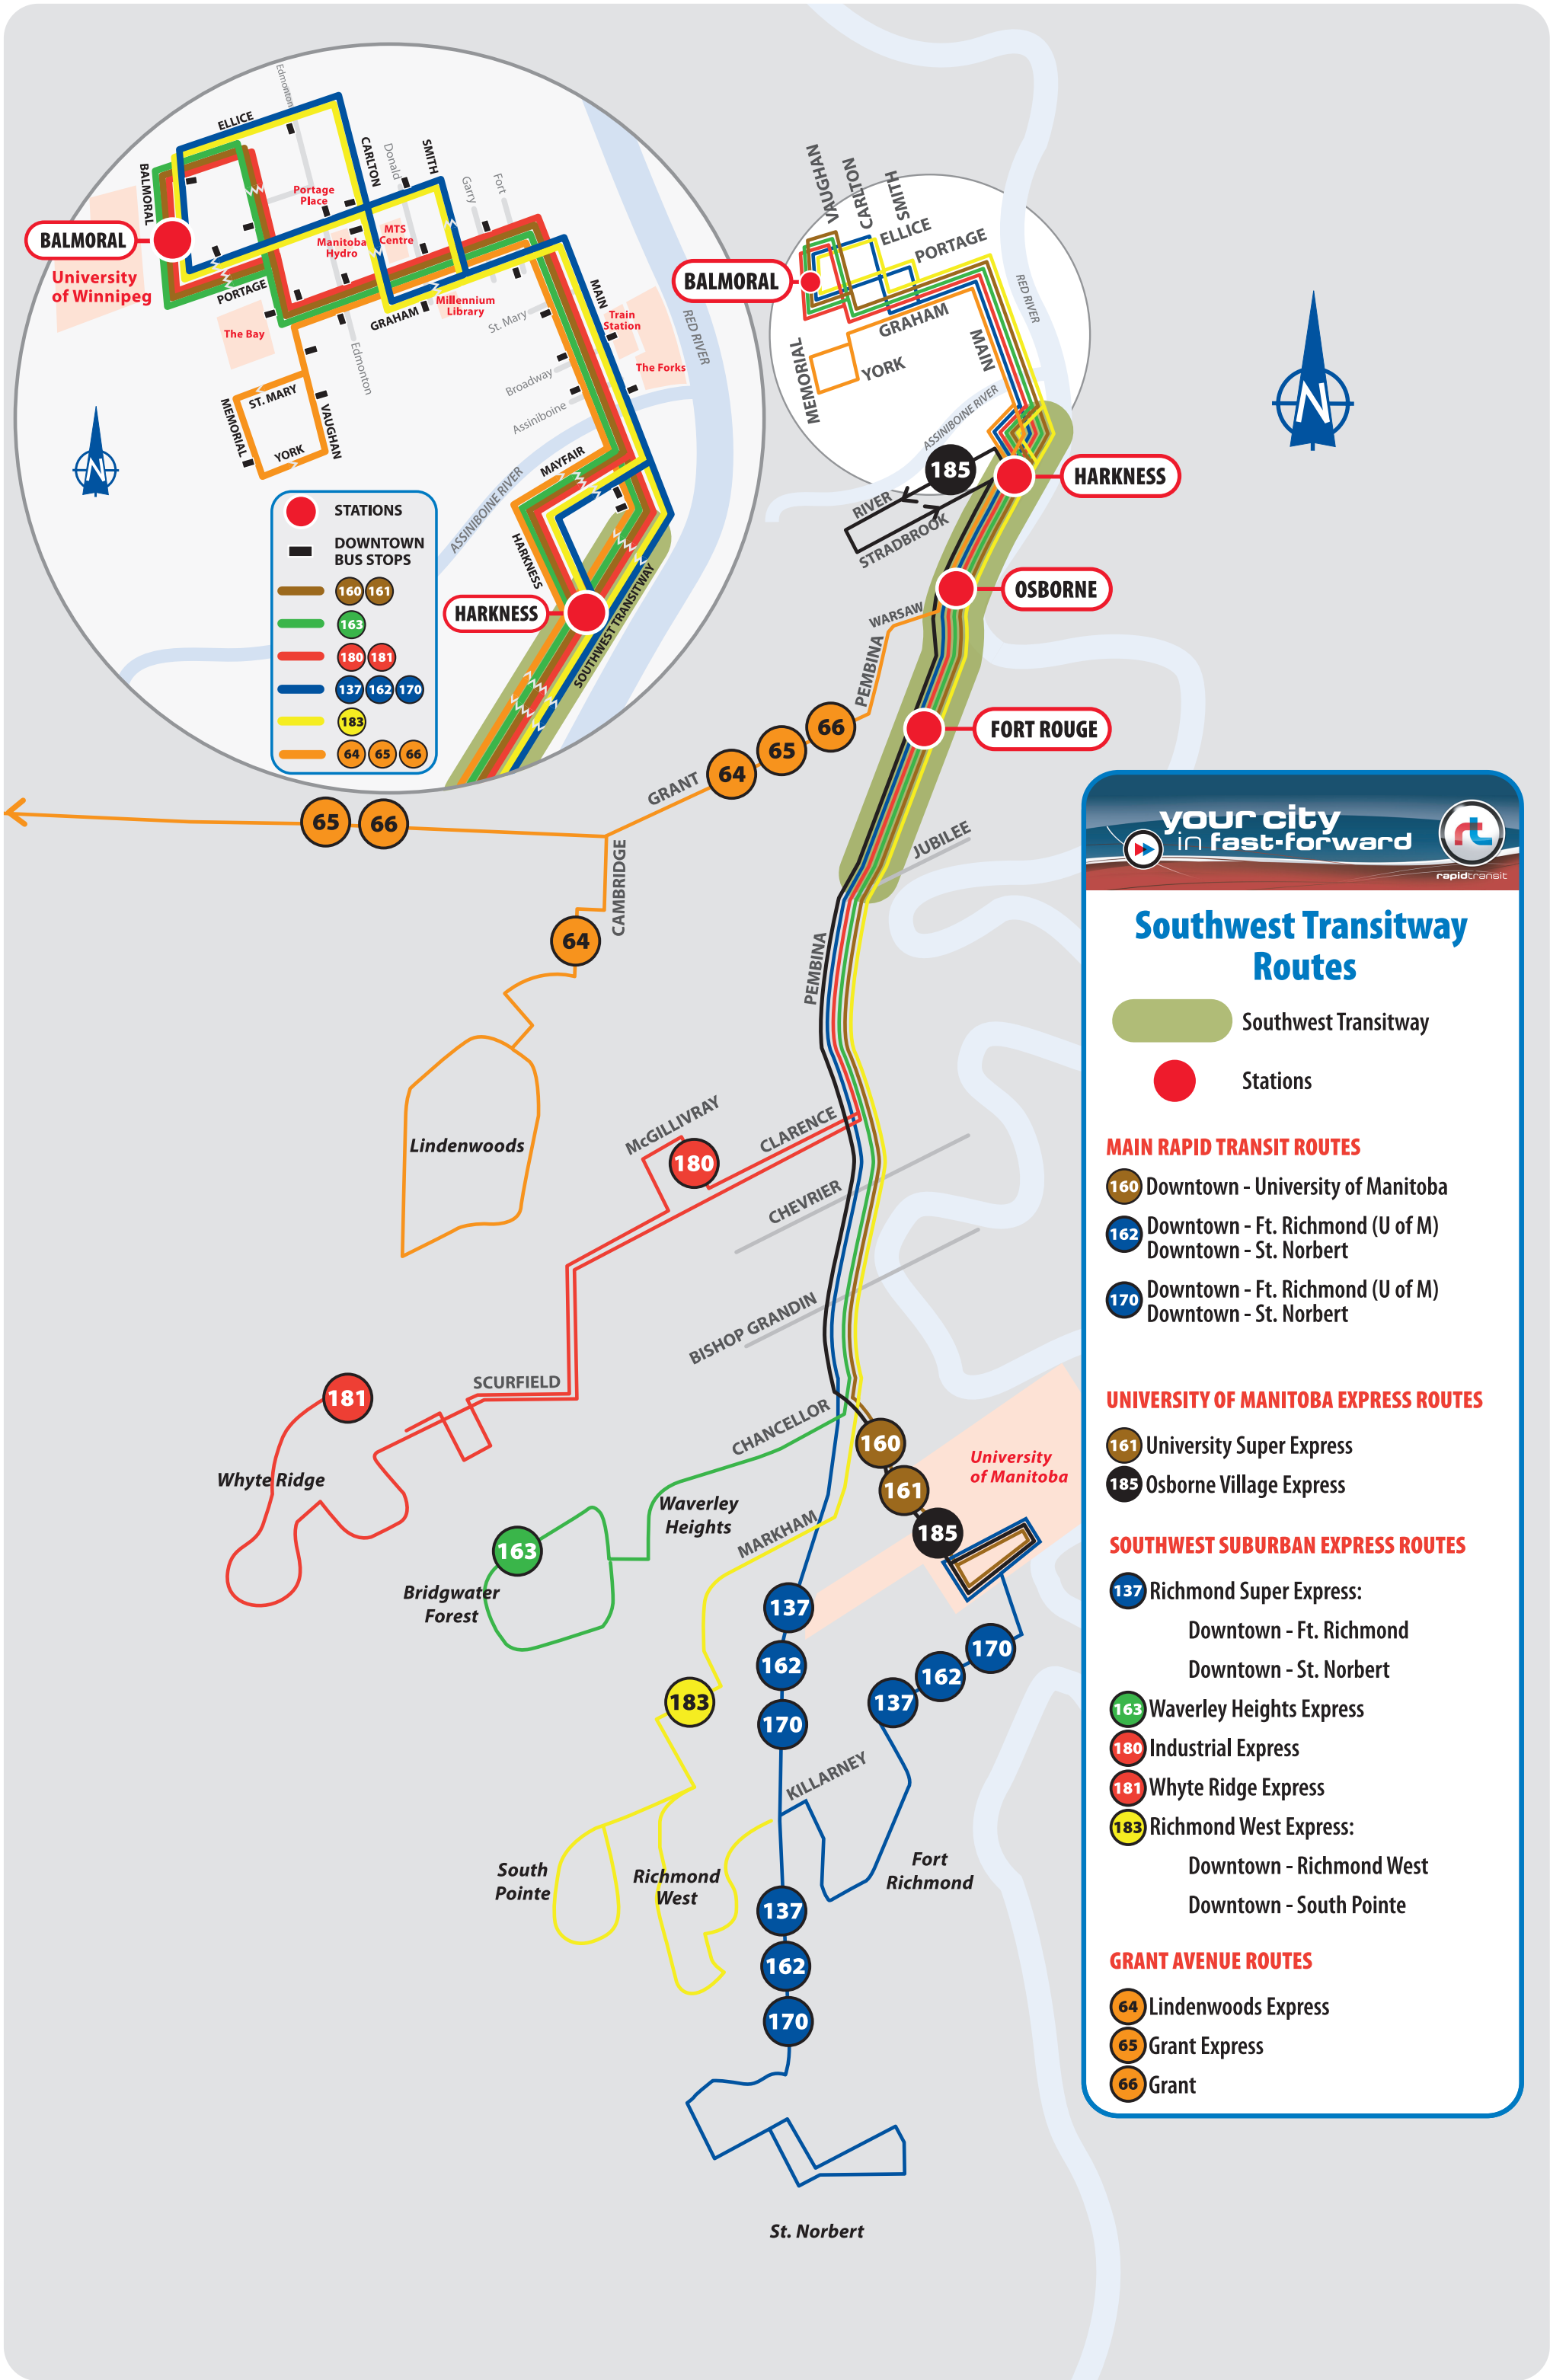 Edmonton
ELLICE
BALMORAL
CARLTON
Donald
SMITH
Garry
Fort
Portage
Place
MTS
Centre
Manitoba
Hydro
BALMORAL
University
of Winnipeg
PORTAGE
The Bay
GRAHAM
Millennium
Library
MAIN
St. Mary
Train
Station
RED RIVER
The Forks
Edmonton
Broadway
Assiniboine
ST. MARY
MEMORIAL
VAUGHAN
YORK
N
MAYFAIR
ASSINIBOINE RIVER
HARKNESS
HARKNESS
SOUTHWEST TRANSITWAY
STATIONS
DOWNTOWN
BUS STOPS
160 161
163
180 181
137 162 170
183
64 65 66
VAUGHAN
CARLTON
SMITH
ELLICE
PORTAGE
BALMORAL
RED RIVER
GRAHAM
MAIN
MEMORIAL
YORK
ASSINIBOINE RIVER
N
185
HARKNESS
RIVER
STRADBROOK
OSBORNE
WARSAW
PEMBINA
FORT ROUGE
66
65
64
GRANT
65 66
CAMBRIDGE
64
JUBILEE
PEMBINA
Lindenwoods
McGILLIVRAY
180
CLARENCE
CHEVRIER
BISHOP GRANDIN
SCURFIELD
181
Whyte Ridge
CHANCELLOR
160
161
185
University
of Manitoba
Waverley
Heights
MARKHAM
163
Bridgwater
Forest
137
162
170
183
170
162
137
KILLARNEY
South
Pointe
Richmond
West
Fort
Richmond
137
162
170
St. Norbert
your city
in fast-forward
rt
rapidtransit
Southwest Transitway
Routes
Southwest Transitway
Stations
MAIN RAPID TRANSIT ROUTES
160 Downtown - University of Manitoba
162 Downtown - Ft. Richmond (U of M)
Downtown - St. Norbert
170 Downtown - Ft. Richmond (U of M)
Downtown - St. Norbert
UNIVERSITY OF MANITOBA EXPRESS ROUTES
161 University Super Express
185 Osborne Village Express
SOUTHWEST SUBURBAN EXPRESS ROUTES
137 Richmond Super Express:
Downtown - Ft. Richmond
Downtown - St. Norbert
163 Waverley Heights Express
180 Industrial Express
181 Whyte Ridge Express
183 Richmond West Express:
Downtown - Richmond West
Downtown - South Pointe
GRANT AVENUE ROUTES
64 Lindenwoods Express
65 Grant Express
66 Grant